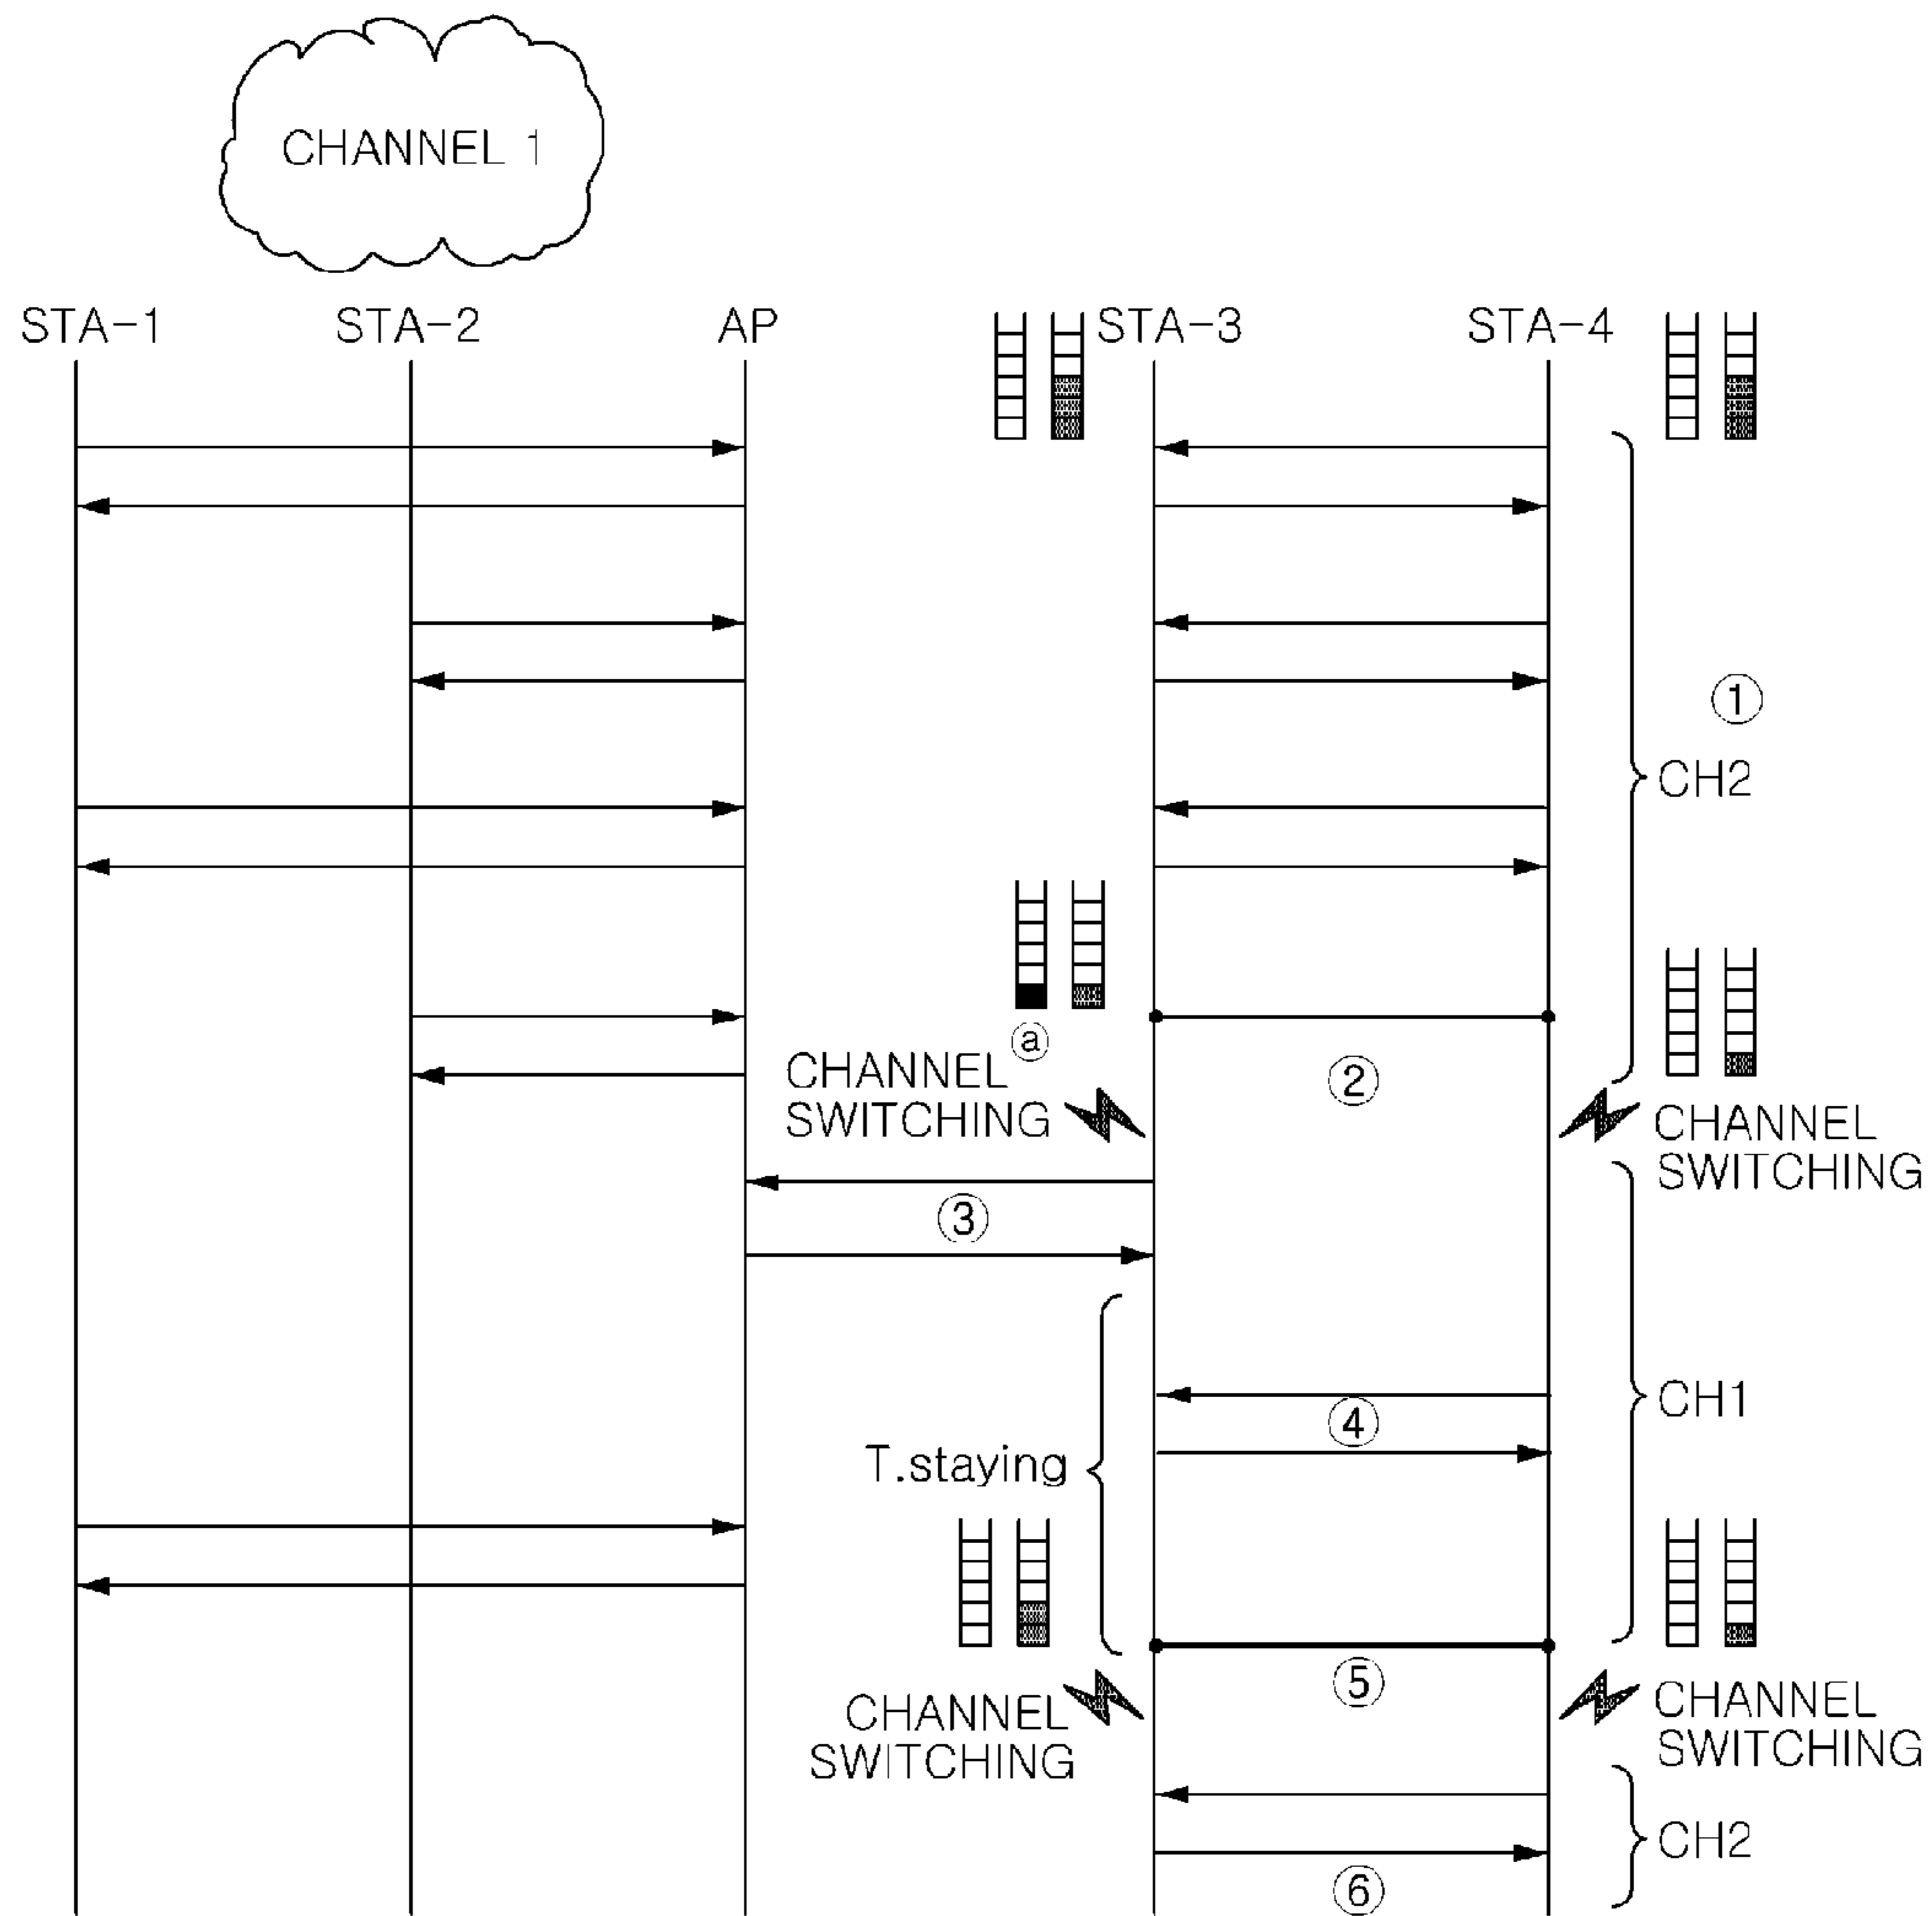 CHANNEL 1
STA-1
STA-2
AP
STA-3
STA-4
①
CH2
ⓐ
CHANNEL
SWITCHING
②
CHANNEL
SWITCHING
③
④
CH1
T.staying
⑤
CHANNEL
SWITCHING
CHANNEL
SWITCHING
CH2
⑥